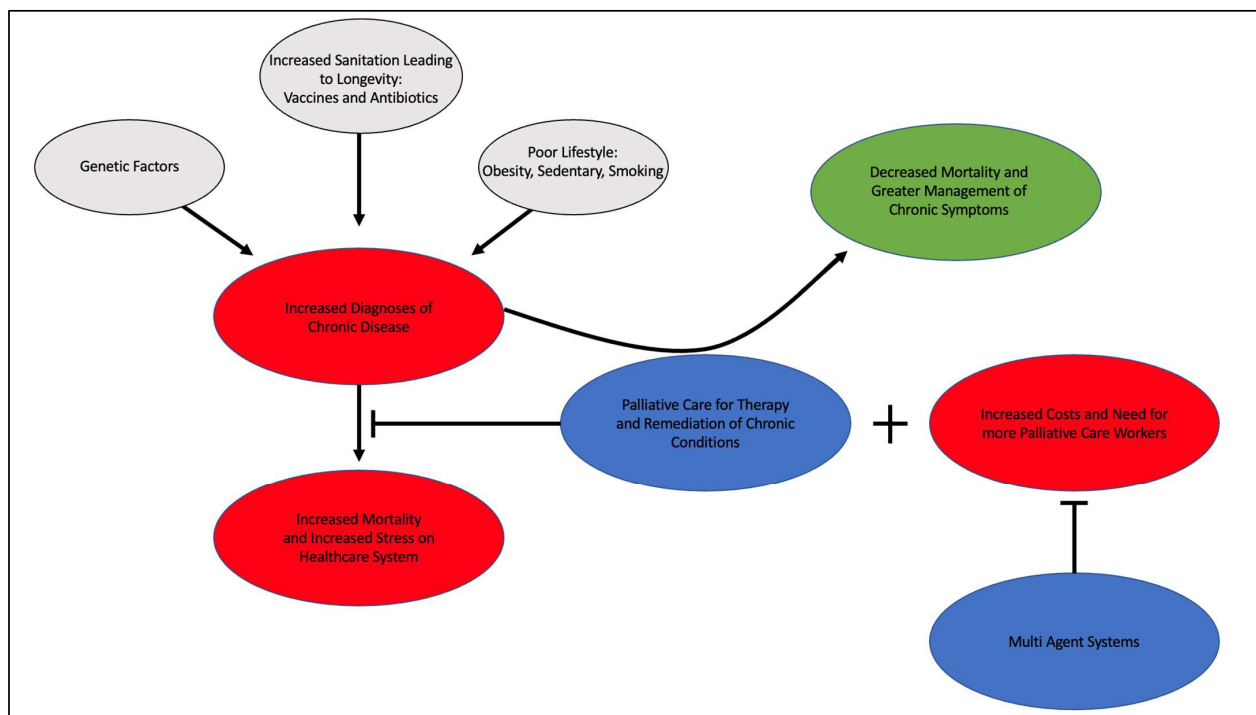 Increased Sanitation Leading
to Longevity:
Vaccines and Antibiotics
Genetic Factors
Poor Lifestyle:
Obesity, Sedentary, Smoking
Decreased Mortality and
Greater Management of
Chronic Symptoms
Increased Diagnoses of
Chronic Disease
Palliative Care for Therapy
and Remediation of Chronic
Conditions
+
Increased Costs and Need for
more Palliative Care Workers
Increased Mortality
and Increased Stress on
Healthcare System
Multi Agent Systems